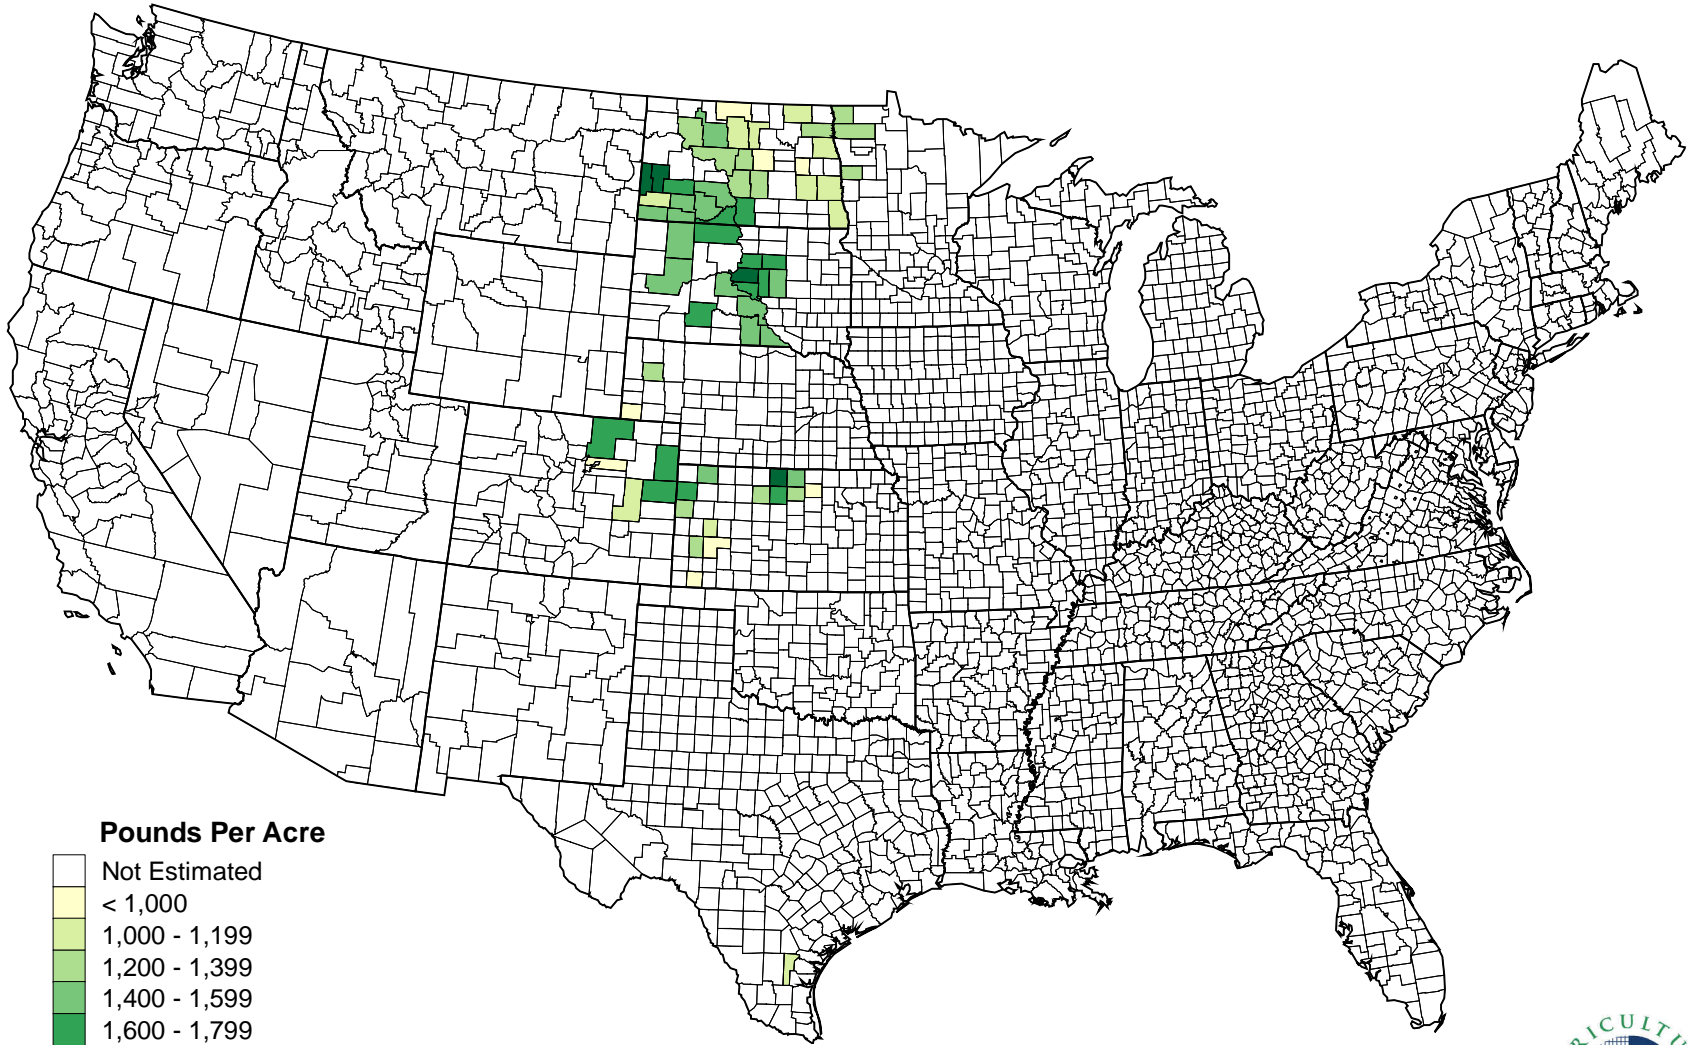 Pounds Per Acre
Not Estimated
< 1,000
1,000 - 1,199
1,200 - 1,399
1,400 - 1,599
1,600 - 1,799
RICULTU